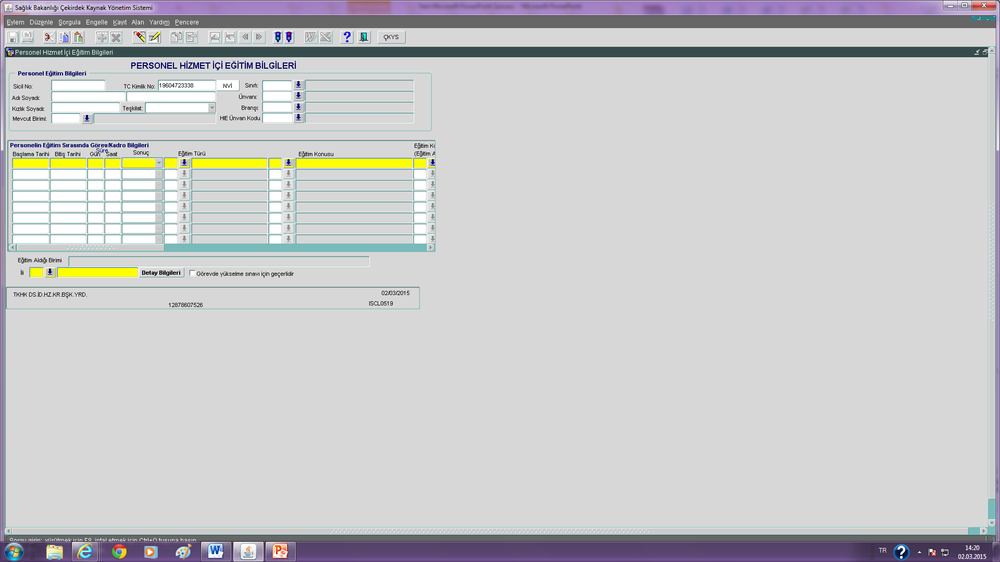 Sağlık Bakanlığı Çekirdek Kaynak Yönetim Sistemi
Eylem Düzenle Sorgula Engelle Kayıt Alan Yardım Pencere
ÇKYS
Personel Hizmet İçi Eğitim Bilgileri
PERSONEL HİZMET İÇİ EĞİTİM BİLGİLERİ
Personel Eğitim Bilgileri
Sicil No: TC Kimlik No: 19604723338 NVİ Sınıfı:
Adı Soyadı: Ünvanı:
Kızlık Soyadı: Teşkilat: Branşı:
Mevcut Birimi: HIE Ünvan Kodu
Personelin Eğitim Sırasında Görev/Kadro Bilgileri Eğitim Ko
Süre
Başlama Tarihi Bitiş Tarihi Gün Saat Sonuç Eğitim Türü Eğitim Konusu (Eğitim A
Eğitim Aldığı Birimi
İli Detay Bilgileri Görevde yükselme sınavı için geçerlidir
TKHK DS.İD.HZ.KR.BŞK.YRD. 02/03/2015
12878607526 ISCL0519
Sorgu girin; yürütmek için F8, iptal etmek için Ctrl+Q tuşuna basın.
TR 14:20
02.03.2015